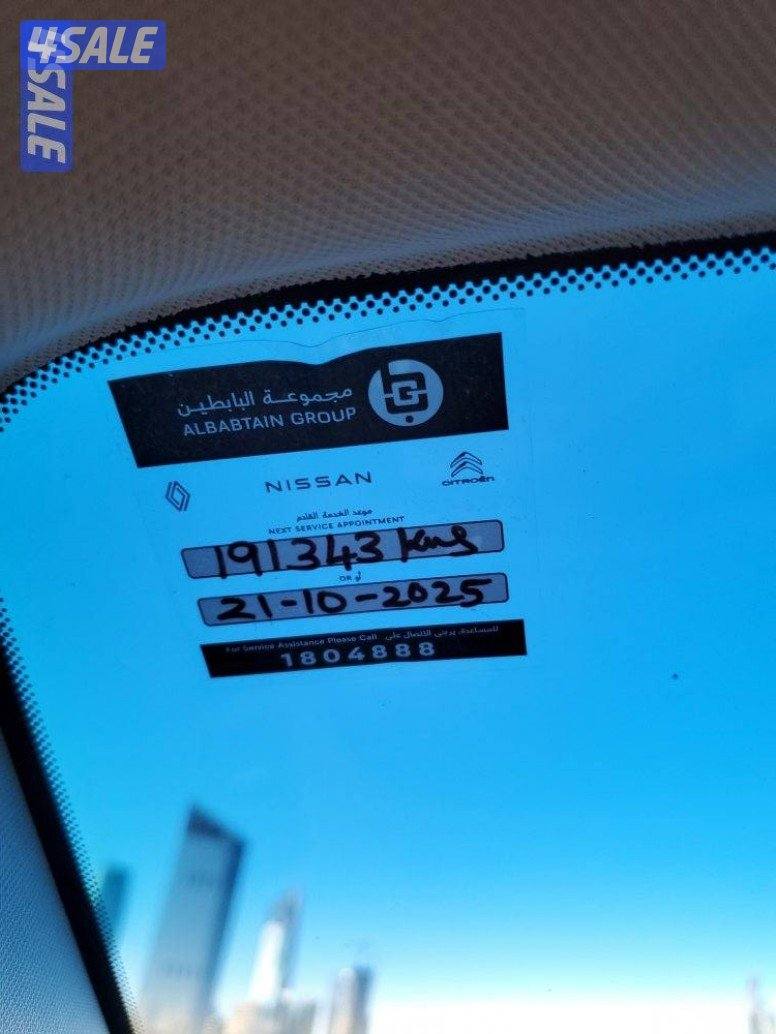 4SALE
4SALE
مجموعة البابطين
ALBABTAIN GROUP
NISSAN
CITROËN
موعد الخدمة القادم
NEXT SERVICE APPOINTMENT
191343 Kms
OR أو
21-10-2025
For Service Assistance Please Call للمساعدة، يرجى الاتصال على
1804888